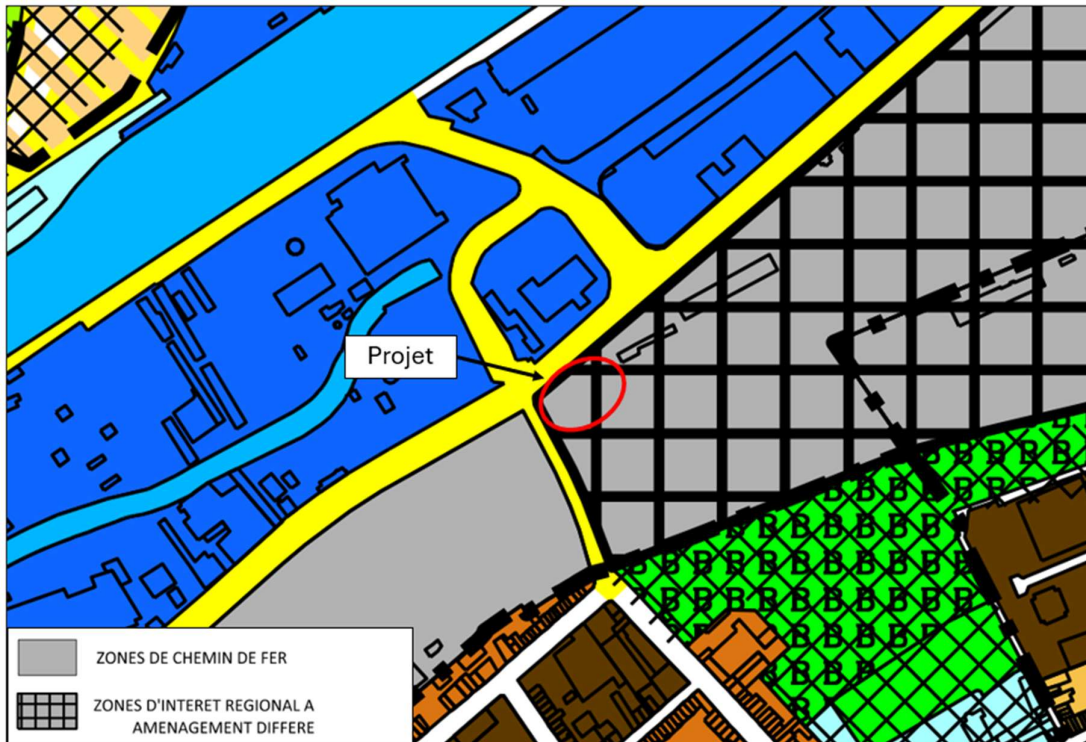 Projet
ZONES DE CHEMIN DE FER
ZONES D'INTERET REGIONAL A
AMENAGEMENT DIFFERE
B B B B
B B B
B B B B
B B B B B
B B B B B B
B B B B B B B
B B B B B B B B
B B B B B
B B B
B B B
B